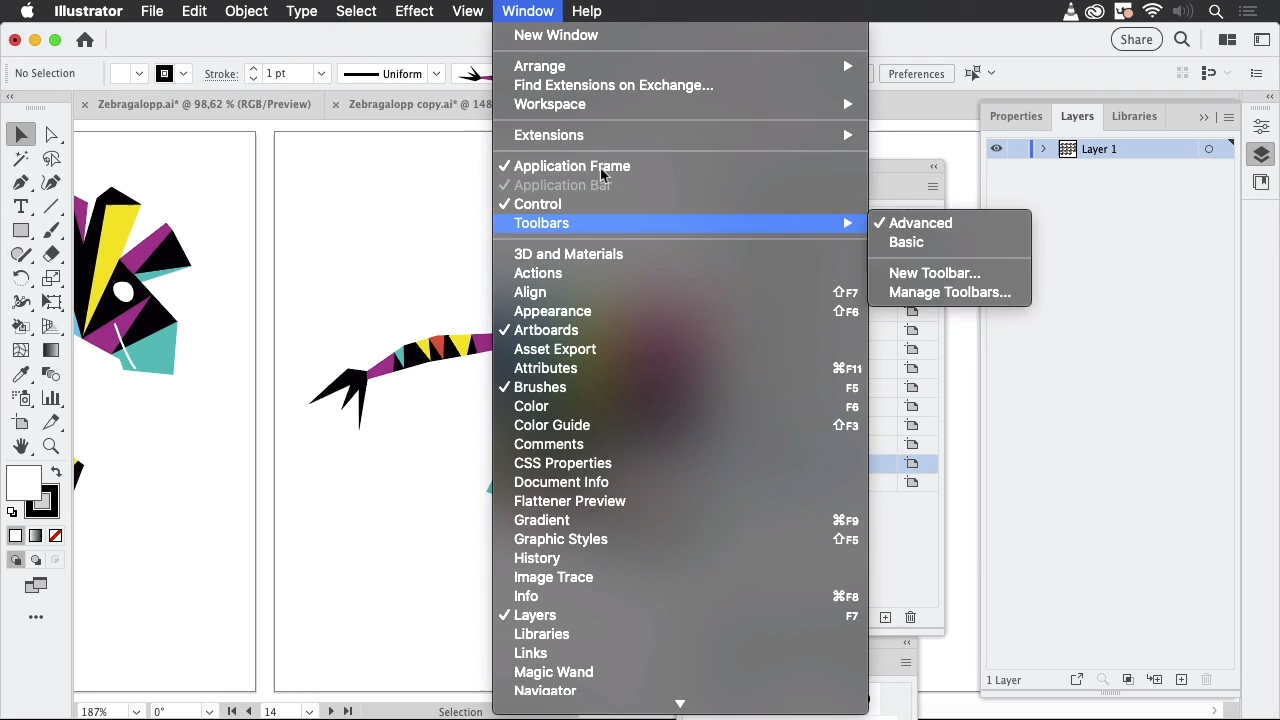 Illustrator File Edit Object Type Select Effect View Window Help
Share
No Selection Stroke: 1 pt Uniform Preferences
Zebragalopp.ai* @ 98,62 % (RGB/Preview)
Zebragalopp copy.ai* @ 148
New Window
Arrange
Find Extensions on Exchange...
Workspace
Extensions
Application Frame
Application Bar
Control
Toolbars
3D and Materials
Actions
Align ⇧F7
Appearance ⇧F6
Artboards
Asset Export
Attributes ⌘F11
Brushes F5
Color F6
Color Guide ⇧F3
Comments
CSS Properties
Document Info
Flattener Preview
Gradient ⌘F9
Graphic Styles ⇧F5
History
Image Trace
Info ⌘F8
Layers F7
Libraries
Links
Magic Wand
Navigator
Advanced
Basic
New Toolbar...
Manage Toolbars...
Properties Layers Libraries
Layer 1
1 Layer
187% 0° 14 Selection